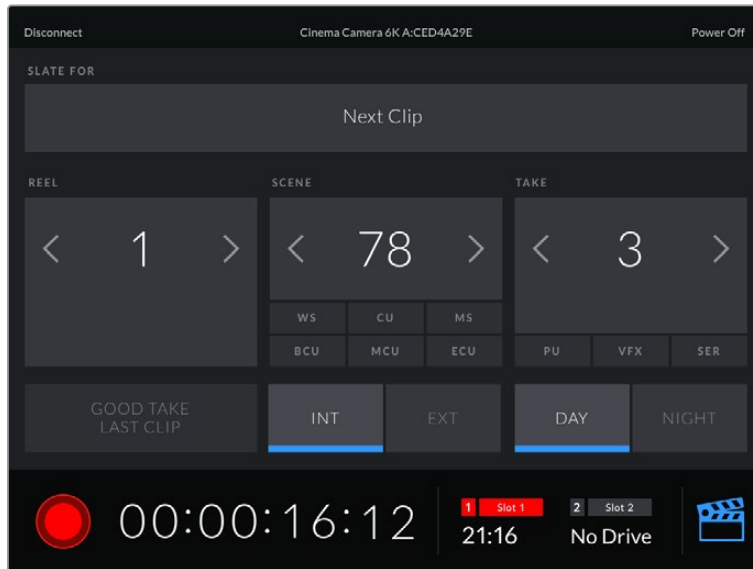 Disconnect Cinema Camera 6K A:CED4A29E Power Off
SLATE FOR
Next Clip
REEL SCENE TAKE
1 78 3
WS CU MS
BCU MCU ECU PU VFX SER
GOOD TAKE
LAST CLIP
INT EXT DAY NIGHT
00:00:16:12
1 Slot 1 2 Slot 2
21:16 No Drive